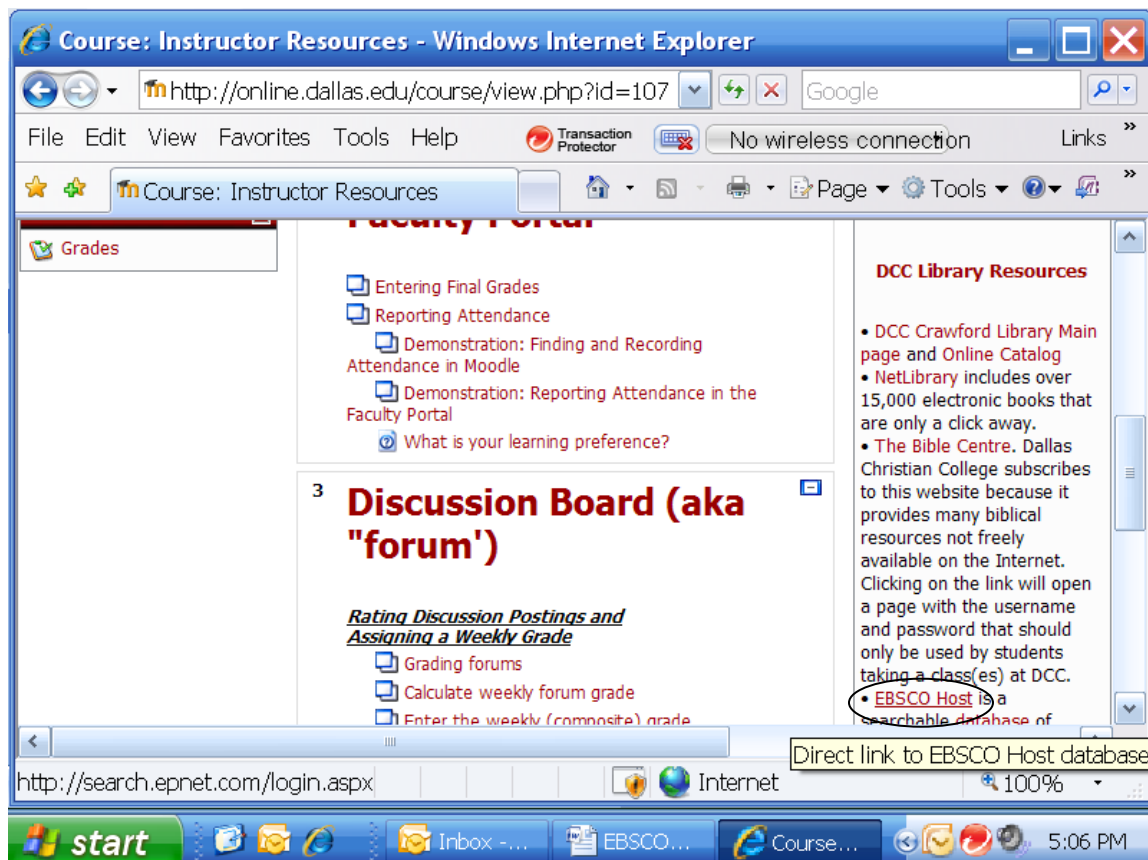 Course: Instructor Resources - Windows Internet Explorer
http://online.dallas.edu/course/view.php?id=107
Google
File Edit View Favorites Tools Help
Transaction
Protector
No wireless connection
Links »
Course: Instructor Resources
Page
Tools
»
Grades
Faculty Portal
Entering Final Grades
Reporting Attendance
Demonstration: Finding and Recording
Attendance in Moodle
Demonstration: Reporting Attendance in the
Faculty Portal
What is your learning preference?
3
Discussion Board (aka
"forum')
Rating Discussion Postings and
Assigning a Weekly Grade
Grading forums
Calculate weekly forum grade
Enter the weekly (composite) grade
DCC Library Resources
• DCC Crawford Library Main
page and Online Catalog
• NetLibrary includes over
15,000 electronic books that
are only a click away.
• The Bible Centre. Dallas
Christian College subscribes
to this website because it
provides many biblical
resources not freely
available on the Internet.
Clicking on the link will open
a page with the username
and password that should
only be used by students
taking a class(es) at DCC.
• EBSCO Host is a
searchable database of
Direct link to EBSCO Host database
http://search.epnet.com/login.aspx
Internet
100%
start
Inbox -...
EBSCO...
Course...
5:06 PM